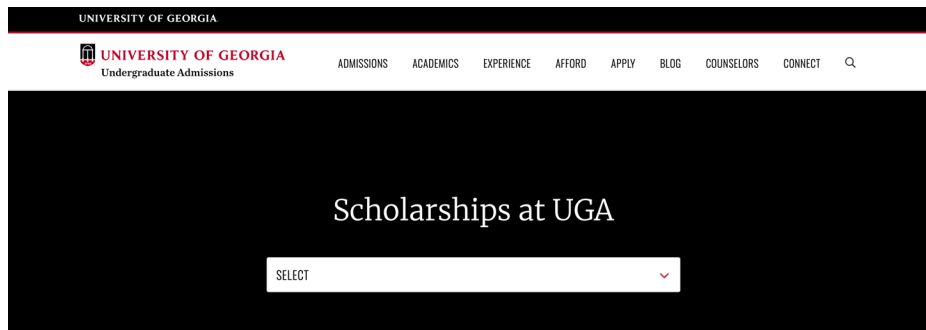 UNIVERSITY OF GEORGIA
UNIVERSITY OF GEORGIA
Undergraduate Admissions
ADMISSIONS ACADEMICS EXPERIENCE AFFORD APPLY BLOG COUNSELORS CONNECT
Scholarships at UGA
SELECT